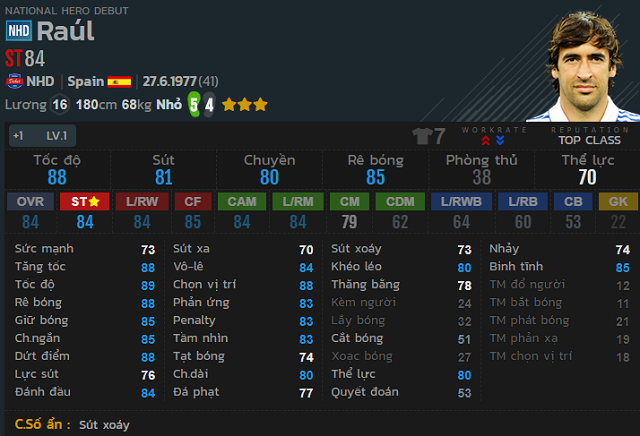 NATIONAL HERO DEBUT
NHD Raúl
ST 84
NHD Spain 27.6.1977(41)
Lương 16 180cm 68kg Nhỏ 5 4
+1 LV.1
7 WORKRATE REPUTATION TOP CLASS
Tốc độ Sút Chuyền Rê bóng Phòng thủ Thể lực
88 81 80 85 38 70
OVR ST L/RW CF CAM L/RM CM CDM L/RWB L/RB CB GK
84 84 84 85 84 84 79 62 64 60 53 22
Sức mạnh 73 Sút xa 70 Sút xoáy 73 Nhảy 74
Tăng tốc 88 Vô-lê 84 Khéo léo 80 Bình tĩnh 85
Tốc độ 89 Chọn vị trí 88 Thăng bằng 78 TM đổ người 12
Rê bóng 88 Phản ứng 83 Kèm người 24 TM bắt bóng 11
Giữ bóng 85 Penalty 83 Lấy bóng 32 TM phát bóng 21
Ch.ngắn 85 Tầm nhìn 83 Cắt bóng 51 TM phản xạ 19
Dứt điểm 88 Tạt bóng 74 Xoạc bóng 27 TM chọn vị trí 18
Lực sút 76 Ch.dài 80 Thể lực 80
Đánh đầu 84 Đá phạt 77 Quyết đoán 53
C.Số ẩn : Sút xoáy